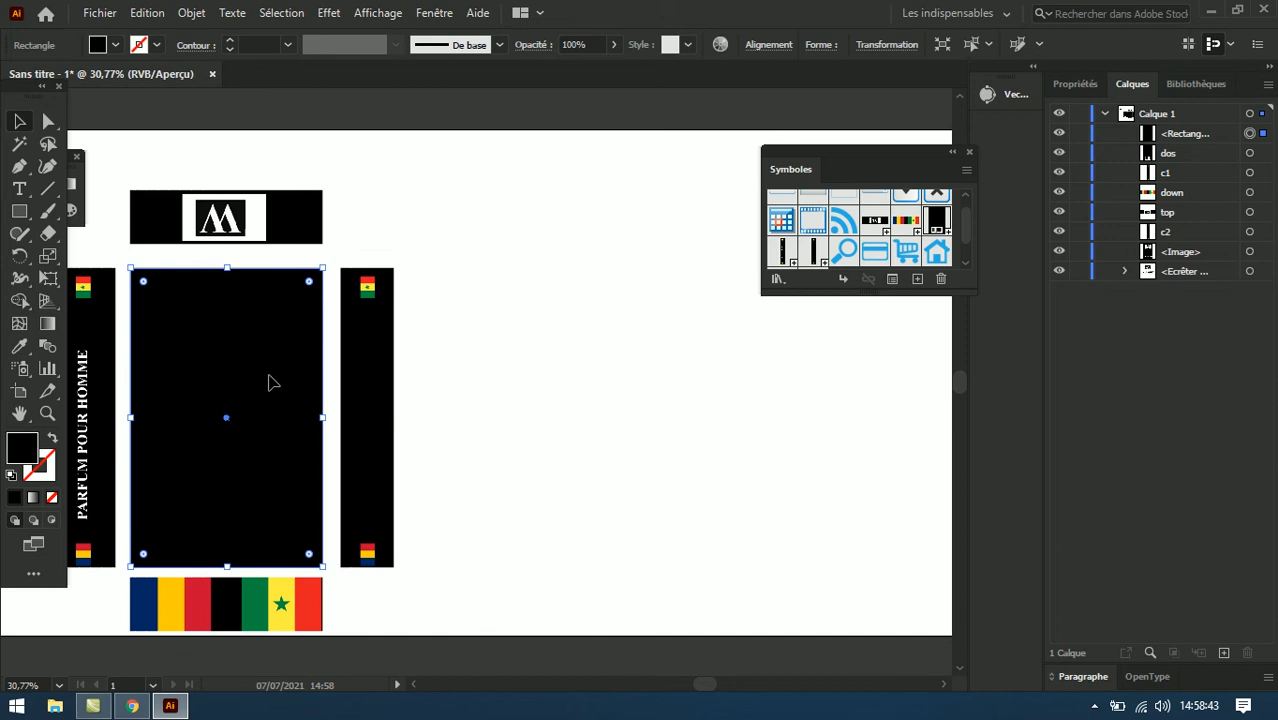 Ai Fichier Edition Objet Texte Sélection Effet Affichage Fenêtre Aide Les indispensables Rechercher dans Adobe Stock
Rectangle Contour : De base Opacité : 100% Style : Alignement Forme : Transformation
Sans titre - 1* @ 30,77% (RVB/Aperçu)
Vec...
Propriétés Calques Bibliothèques
Calque 1
<Rectang...
dos
c1
down
top
c2
<Image>
<Écrêter ...
Symboles
PARFUM POUR HOMME
1 Calque
Paragraphe OpenType
30,77% 1 07/07/2021 14:58
Ai 14:58:43